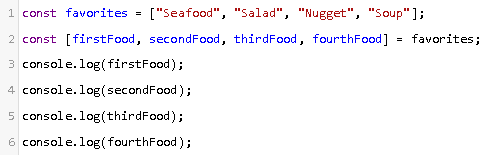 1 const favorites = ["Seafood", "Salad", "Nugget", "Soup"];
2 const [firstFood, secondFood, thirdFood, fourthFood] = favorites;
3 console.log(firstFood);
4 console.log(secondFood);
5 console.log(thirdFood);
6 console.log(fourthFood);